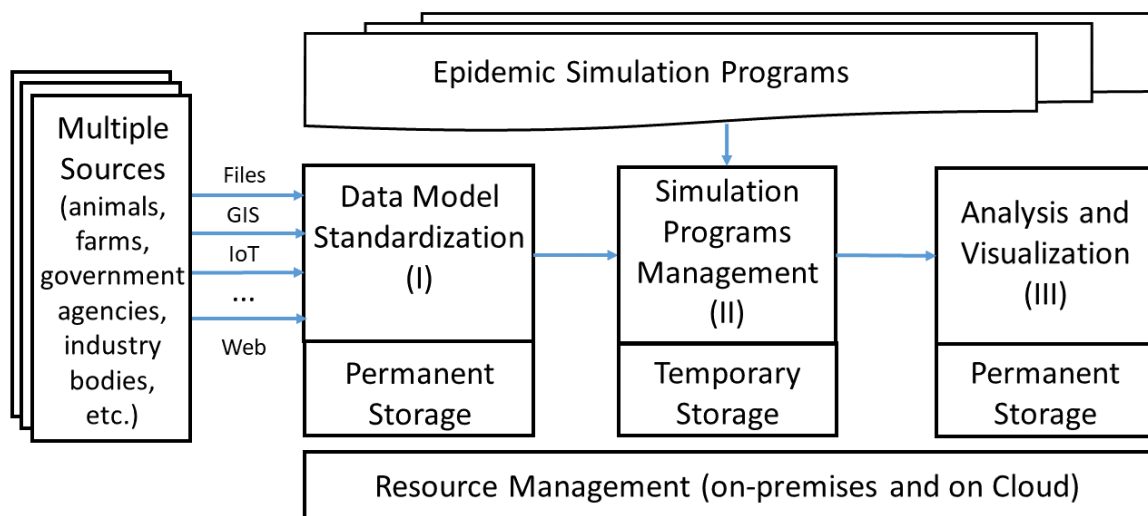 Epidemic Simulation Programs
Multiple
Sources
(animals,
farms,
government
agencies,
industry
bodies,
etc.)
Files
GIS
IoT
...
Web
Data Model
Standardization
(I)
Permanent
Storage
Simulation
Programs
Management
(II)
Temporary
Storage
Analysis and
Visualization
(III)
Permanent
Storage
Resource Management (on-premises and on Cloud)